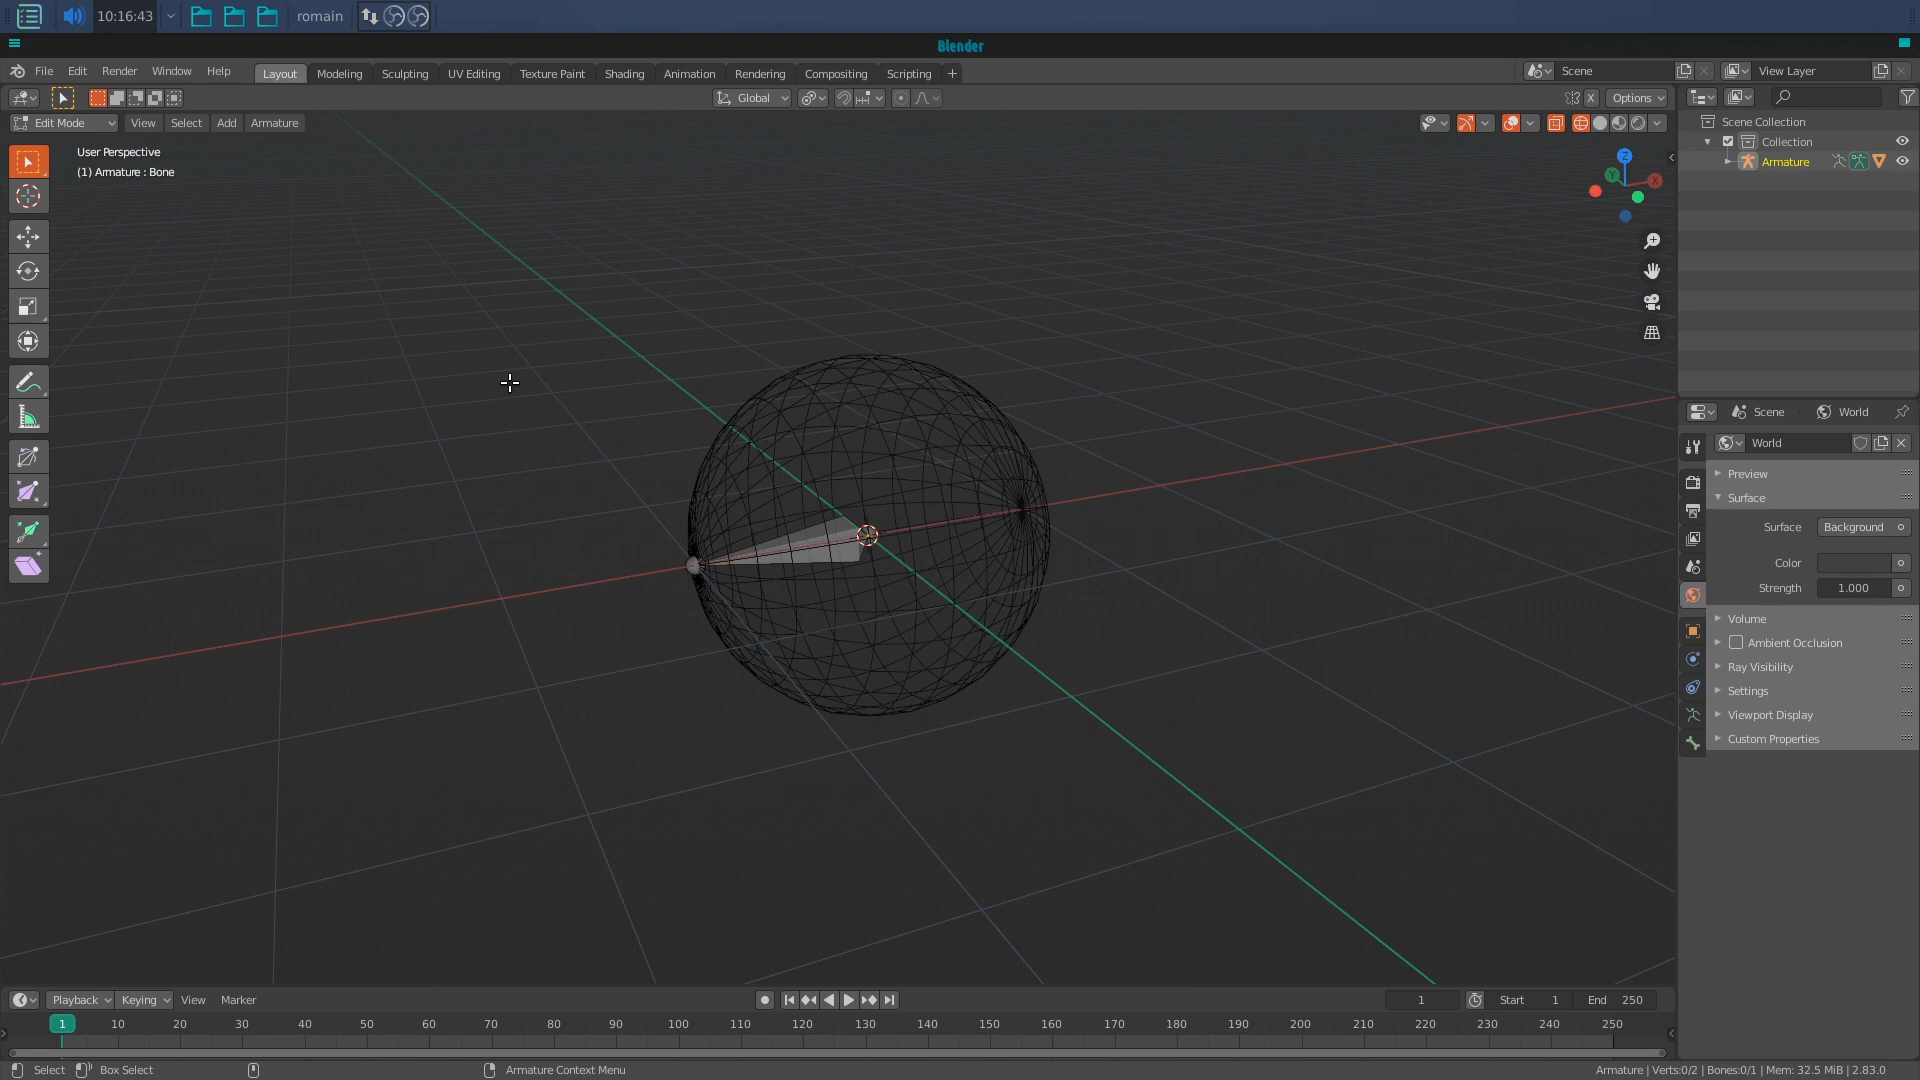 10:16:43 romain
Blender
File Edit Render Window Help Layout Modeling Sculpting UV Editing Texture Paint Shading Animation Rendering Compositing Scripting + Scene View Layer
Global X Options
Edit Mode View Select Add Armature
User Perspective
(1) Armature : Bone
Z
Y
X
Scene Collection
Collection
Armature
Scene World
World
Preview
Surface
Surface Background
Color
Strength 1.000
Volume
Ambient Occlusion
Ray Visibility
Settings
Viewport Display
Custom Properties
Playback Keying View Marker 1 Start 1 End 250
1 10 20 30 40 50 60 70 80 90 100 110 120 130 140 150 160 170 180 190 200 210 220 230 240 250
Select Box Select Armature Context Menu Armature | Verts:0/2 | Bones:0/1 | Mem: 32.5 MiB | 2.83.0